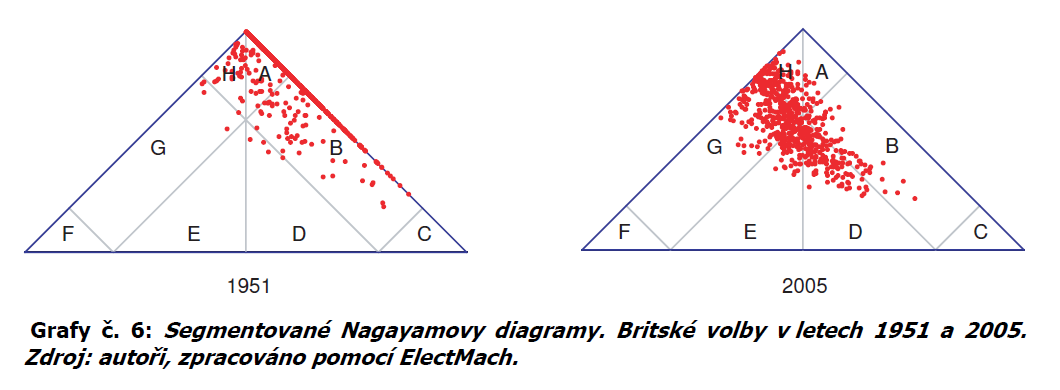 H A
G B
F E D C
1951
H A
G B
F E D C
2005
Grafy č. 6: Segmentované Nagayamovy diagramy. Britské volby v letech 1951 a 2005.
Zdroj: autoři, zpracováno pomocí ElectMach.